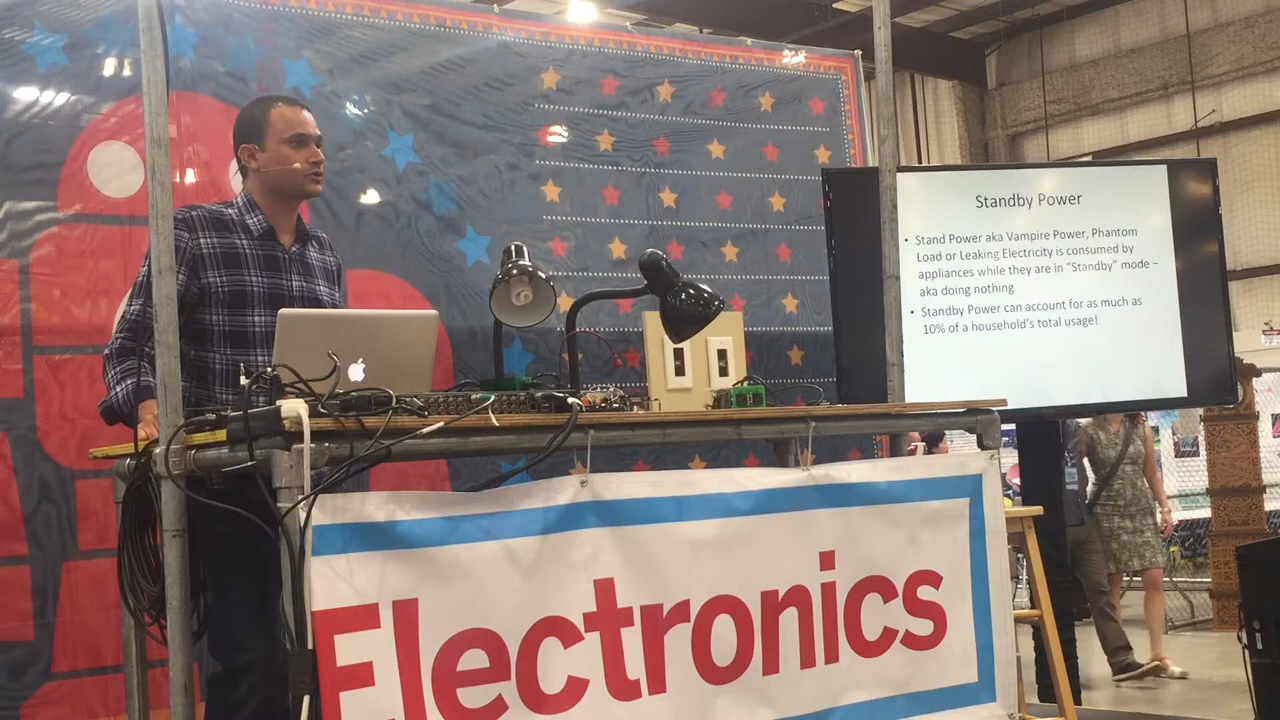 Standby Power
• Stand Power aka Vampire Power, Phantom
Load or Leaking Electricity is consumed by
appliances while they are in “Standby” mode –
aka doing nothing
• Standby Power can account for as much as
10% of a household's total usage!
Electronics